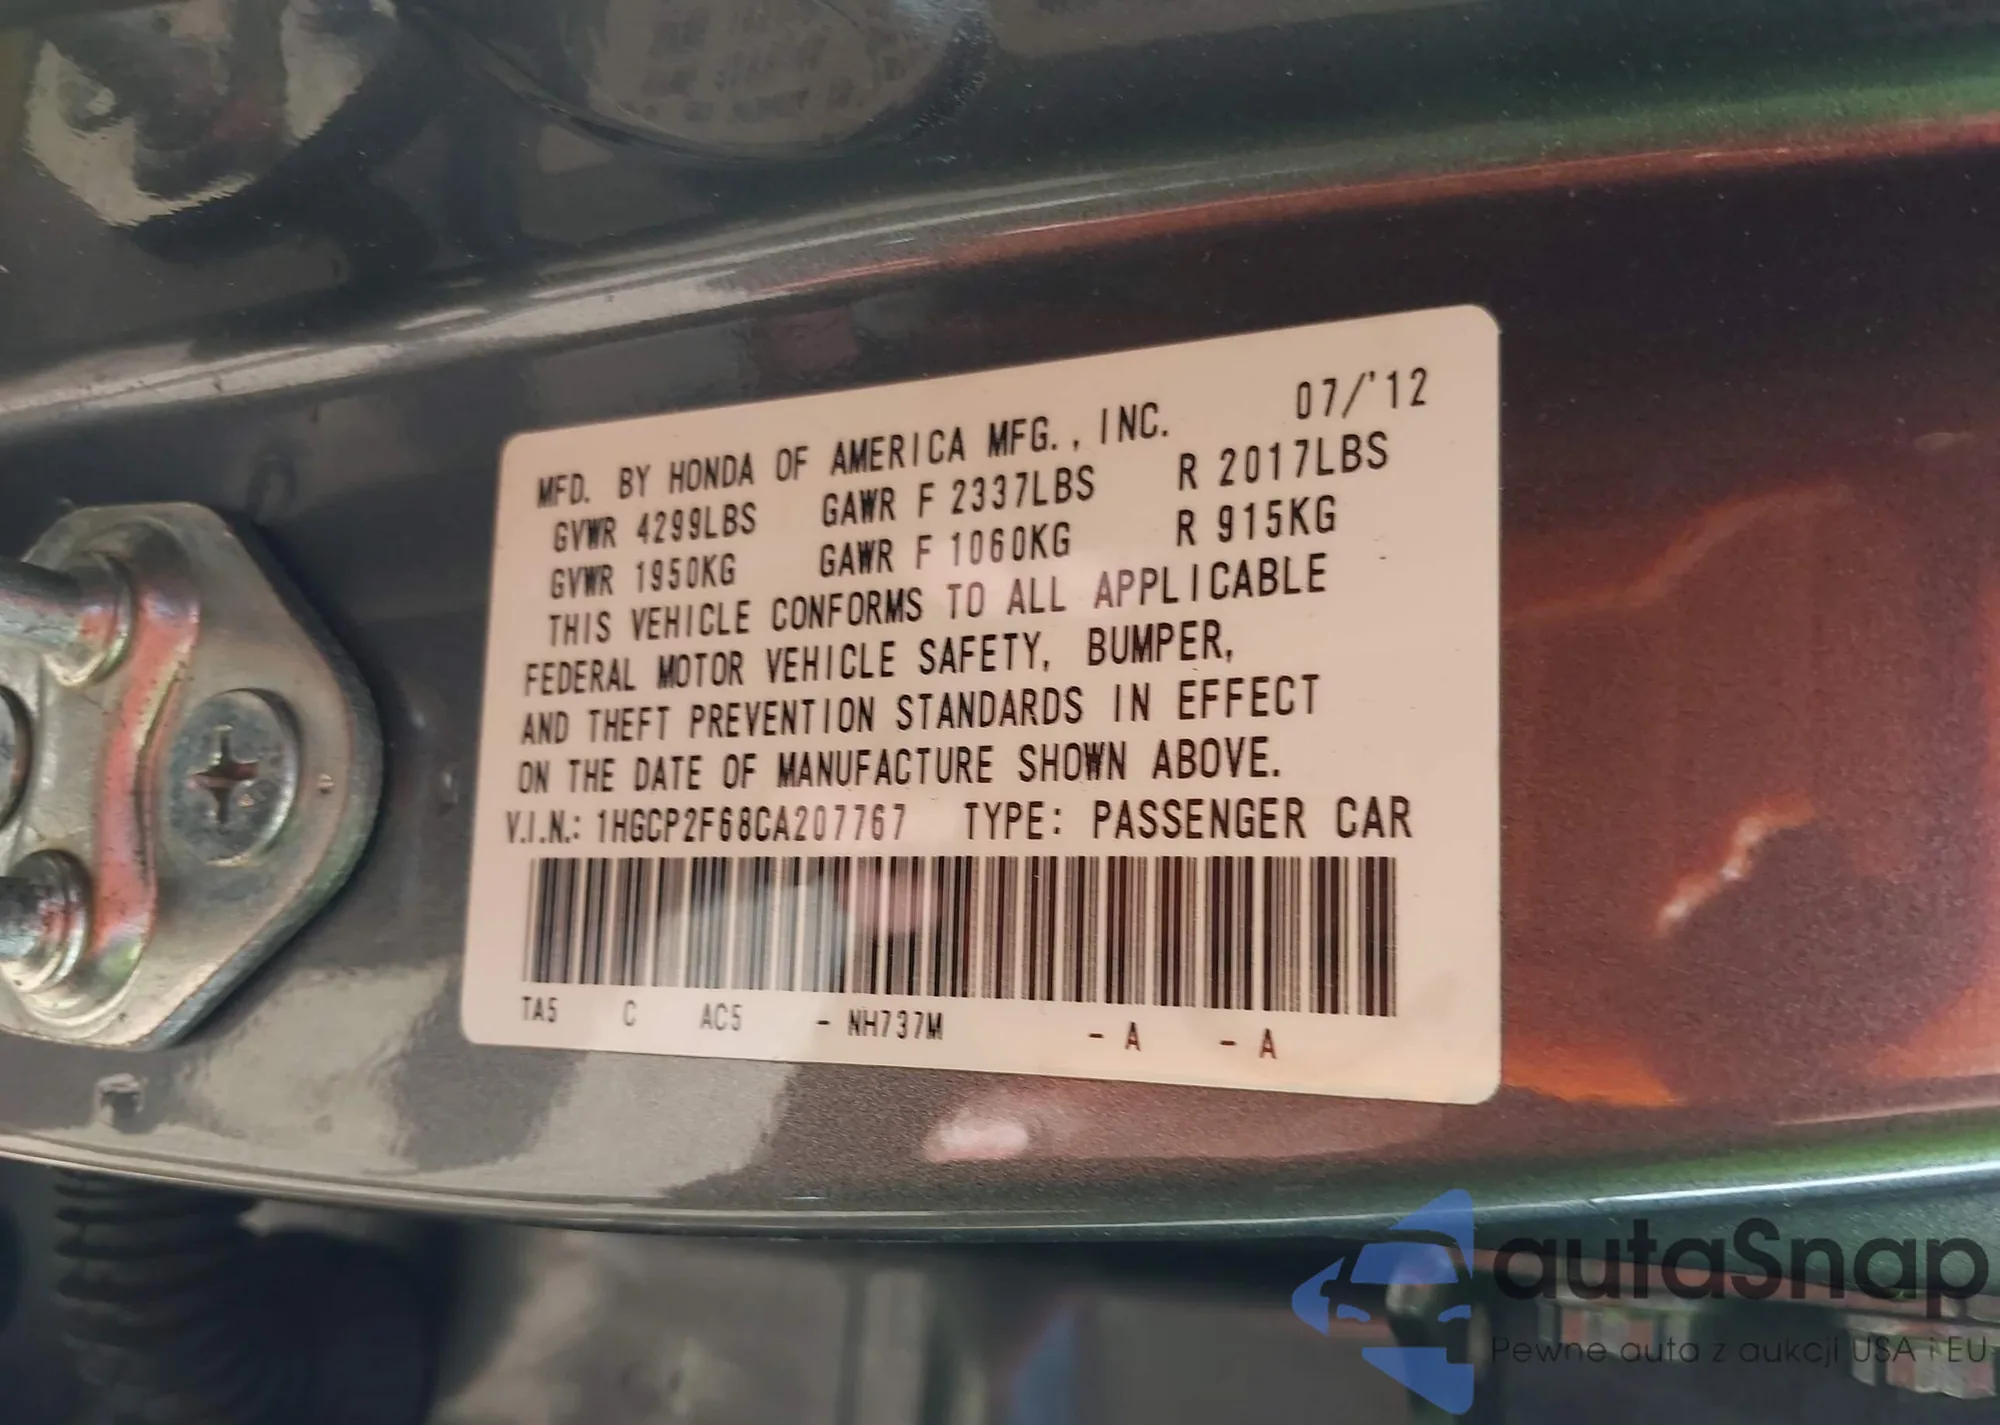 MFD. BY HONDA OF AMERICA MFG., INC. 07/'12
GVWR 4299LBS GAWR F 2337LBS R 2017LBS
GVWR 1950KG GAWR F 1060KG R 915KG
THIS VEHICLE CONFORMS TO ALL APPLICABLE
FEDERAL MOTOR VEHICLE SAFETY, BUMPER,
AND THEFT PREVENTION STANDARDS IN EFFECT
ON THE DATE OF MANUFACTURE SHOWN ABOVE.
V.I.N.: 1HGCP2F68CA207767 TYPE: PASSENGER CAR
TA5 C AC5 - NH737M - A - A
autaSnap
Pewne auta z aukcji USA i EU